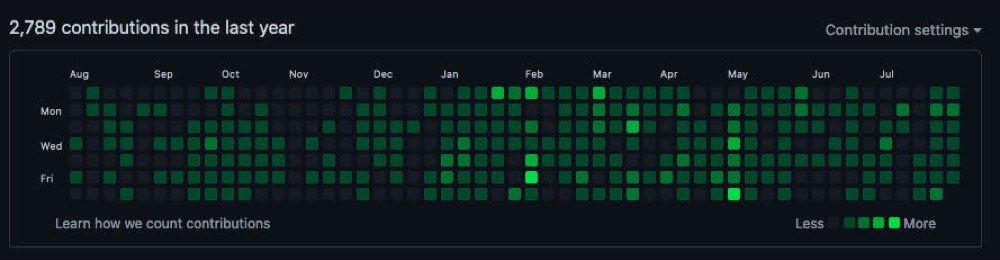 2,789 contributions in the last year
Contribution settings
Aug Sep Oct Nov Dec Jan Feb Mar Apr May Jun Jul
Mon
Wed
Fri
Learn how we count contributions
Less More